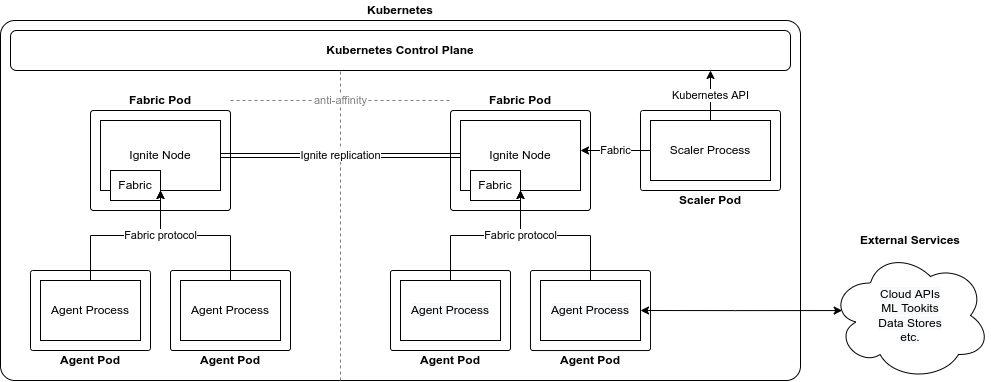 Kubernetes
Kubernetes Control Plane
Kubernetes API
Fabric Pod
anti-affinity
Fabric Pod
Ignite Node
Ignite replication
Ignite Node
Fabric
Scaler Process
Fabric
Fabric
Scaler Pod
Fabric protocol
Fabric protocol
External Services
Agent Process
Agent Process
Agent Process
Agent Process
Cloud APIs
ML Tookits
Data Stores
etc.
Agent Pod
Agent Pod
Agent Pod
Agent Pod